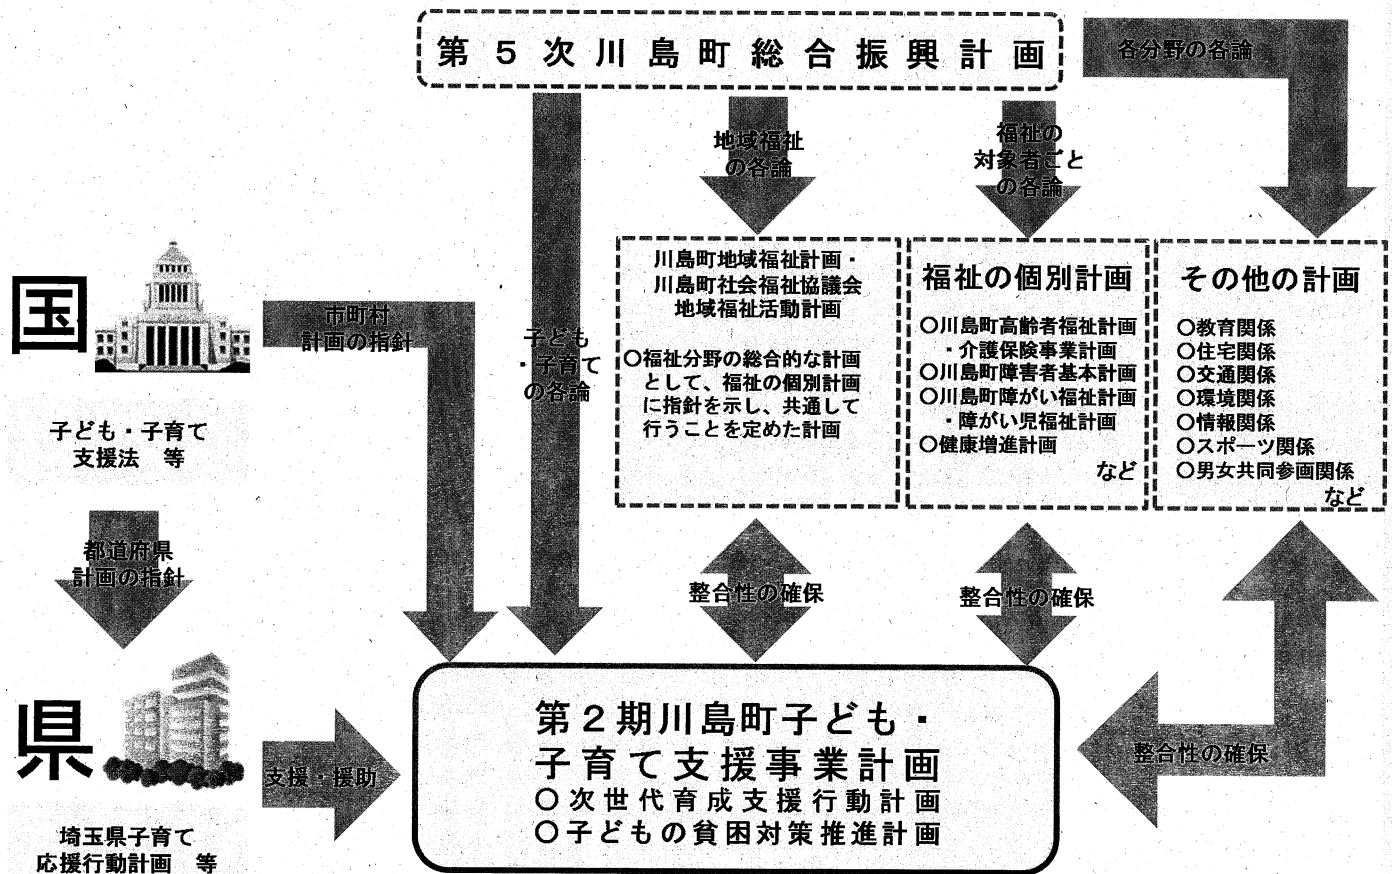 第５次川島町総合振興計画
各分野の各論
地域福祉
の各論
福祉の
対象者ごと
の各論
子ども
・子育て
の各論
国
子ども・子育て
支援法　等
市町村
計画の指針
都道府県
計画の指針
県
埼玉県子育て
応援行動計画　等
支援・援助
川島町地域福祉計画・
川島町社会福祉協議会
地域福祉活動計画
○福祉分野の総合的な計画
として、福祉の個別計画
に指針を示し、共通して
行うことを定めた計画
福祉の個別計画
○川島町高齢者福祉計画
・介護保険事業計画
○川島町障害者基本計画
○川島町障がい福祉計画
・障がい児福祉計画
○健康増進計画
など
その他の計画
○教育関係
○住宅関係
○交通関係
○環境関係
○情報関係
○スポーツ関係
○男女共同参画関係
など
整合性の確保
整合性の確保
整合性の確保
第２期川島町子ども・
子育て支援事業計画
○次世代育成支援行動計画
○子どもの貧困対策推進計画